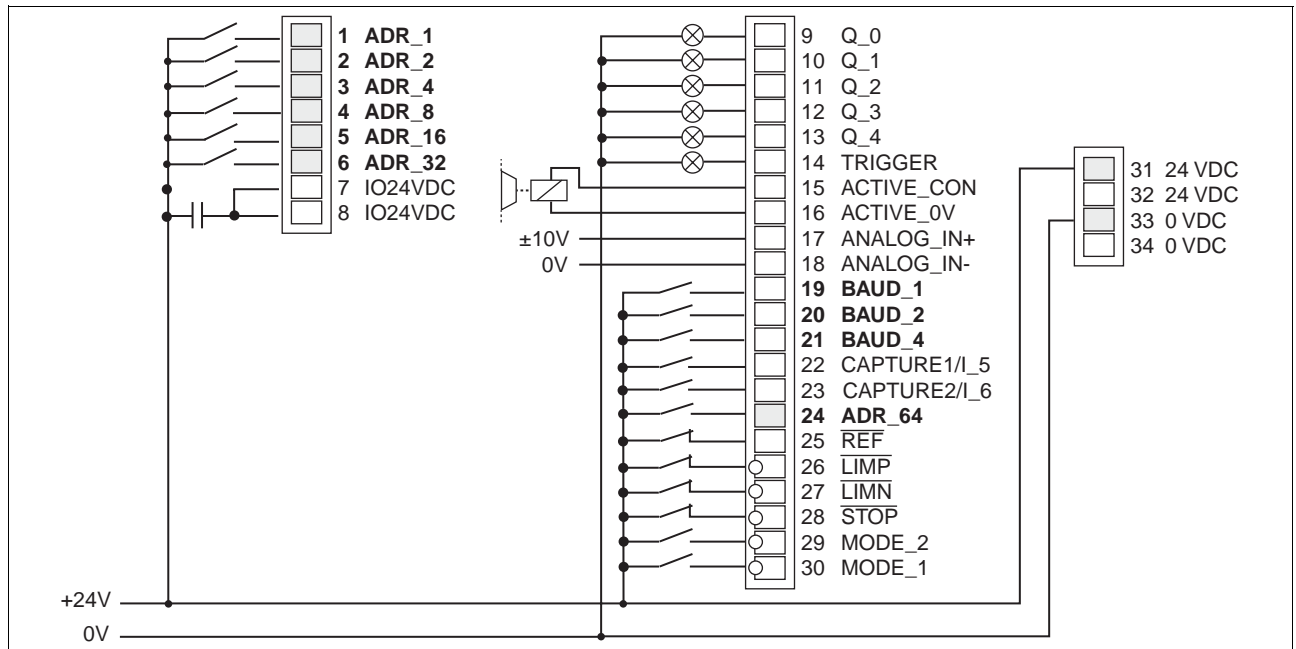 1 ADR_1
2 ADR_2
3 ADR_4
4 ADR_8
5 ADR_16
6 ADR_32
7 IO24VDC
8 IO24VDC
9 Q_0
10 Q_1
11 Q_2
12 Q_3
13 Q_4
14 TRIGGER
15 ACTIVE_CON
16 ACTIVE_0V
±10V 17 ANALOG_IN+
0V 18 ANALOG_IN-
19 BAUD_1
20 BAUD_2
21 BAUD_4
22 CAPTURE1/I_5
23 CAPTURE2/I_6
24 ADR_64
25 REF
26 LIMP
27 LIMN
28 STOP
29 MODE_2
30 MODE_1
31 24 VDC
32 24 VDC
33 0 VDC
34 0 VDC
+24V
0V